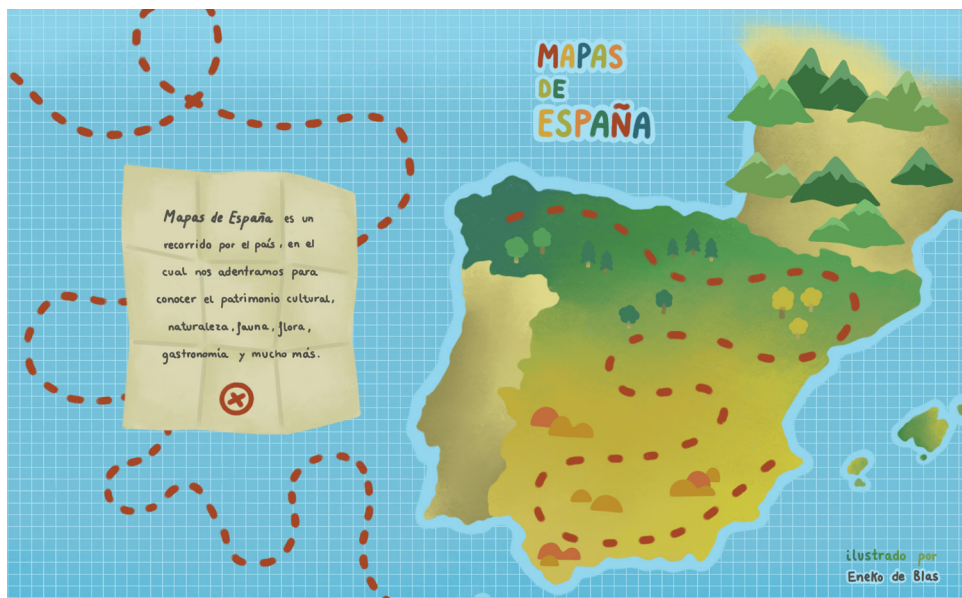 MAPAS
DE
ESPAÑA
Mapas de España es un
recorrido por el país, en el
cual nos adentramos para
conocer el patrimonio cultural,
naturaleza, fauna, flora,
gastronomía y mucho más.
ilustrado por
Eneko de Blas